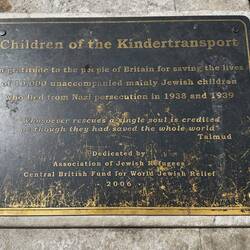 Children of the Kindertransport
In gratitude to the people of Britain for saving the lives
of 10,000 unaccompanied mainly Jewish children
who fled from Nazi persecution in 1938 and 1939
"Whosoever rescues a single soul is credited
as though they had saved the whole world"
Talmud
Dedicated by
Association of Jewish Refugees
Central British Fund for World Jewish Relief
2006